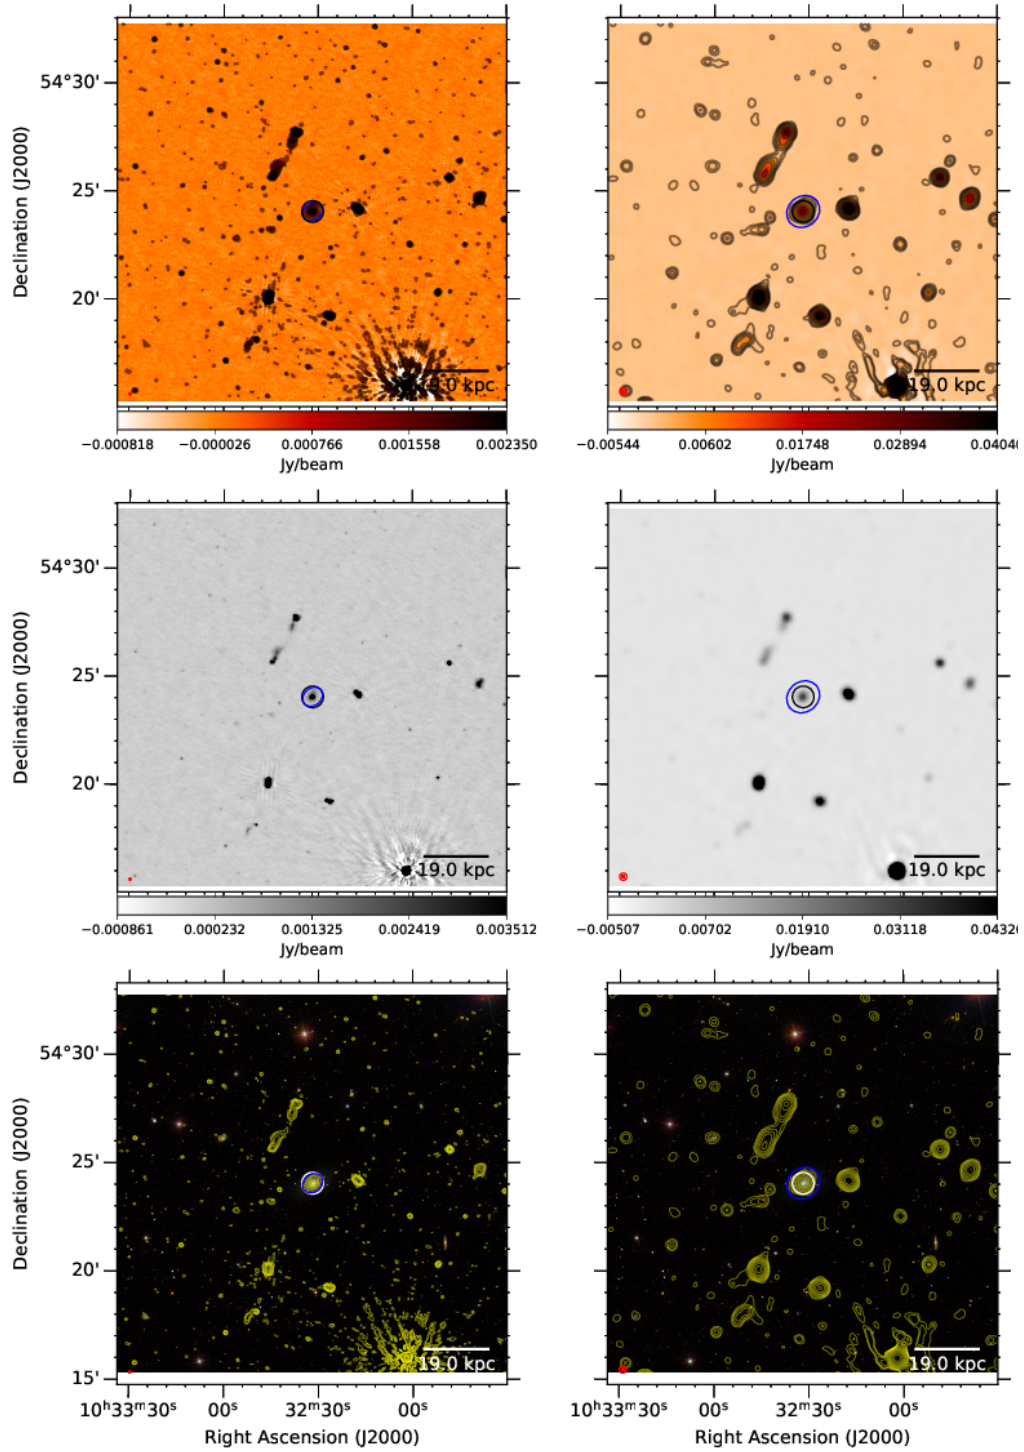 54°30'
25'
20'
Declination (J2000)
19.0 kpc
19.0 kpc
−0.000818 −0.000026 0.000766 0.001558 0.002350
Jy/beam
−0.00544 0.00602 0.01748 0.02894 0.04040
Jy/beam
54°30'
25'
20'
Declination (J2000)
19.0 kpc
19.0 kpc
−0.000861 0.000232 0.001325 0.002419 0.003512
Jy/beam
−0.00507 0.00702 0.01910 0.03118 0.04326
Jy/beam
54°30'
25'
20'
15'
Declination (J2000)
19.0 kpc
19.0 kpc
10ʰ33ᵐ30ˢ 00ˢ 32ᵐ30ˢ 00ˢ
Right Ascension (J2000)
10ʰ33ᵐ30ˢ 00ˢ 32ᵐ30ˢ 00ˢ
Right Ascension (J2000)